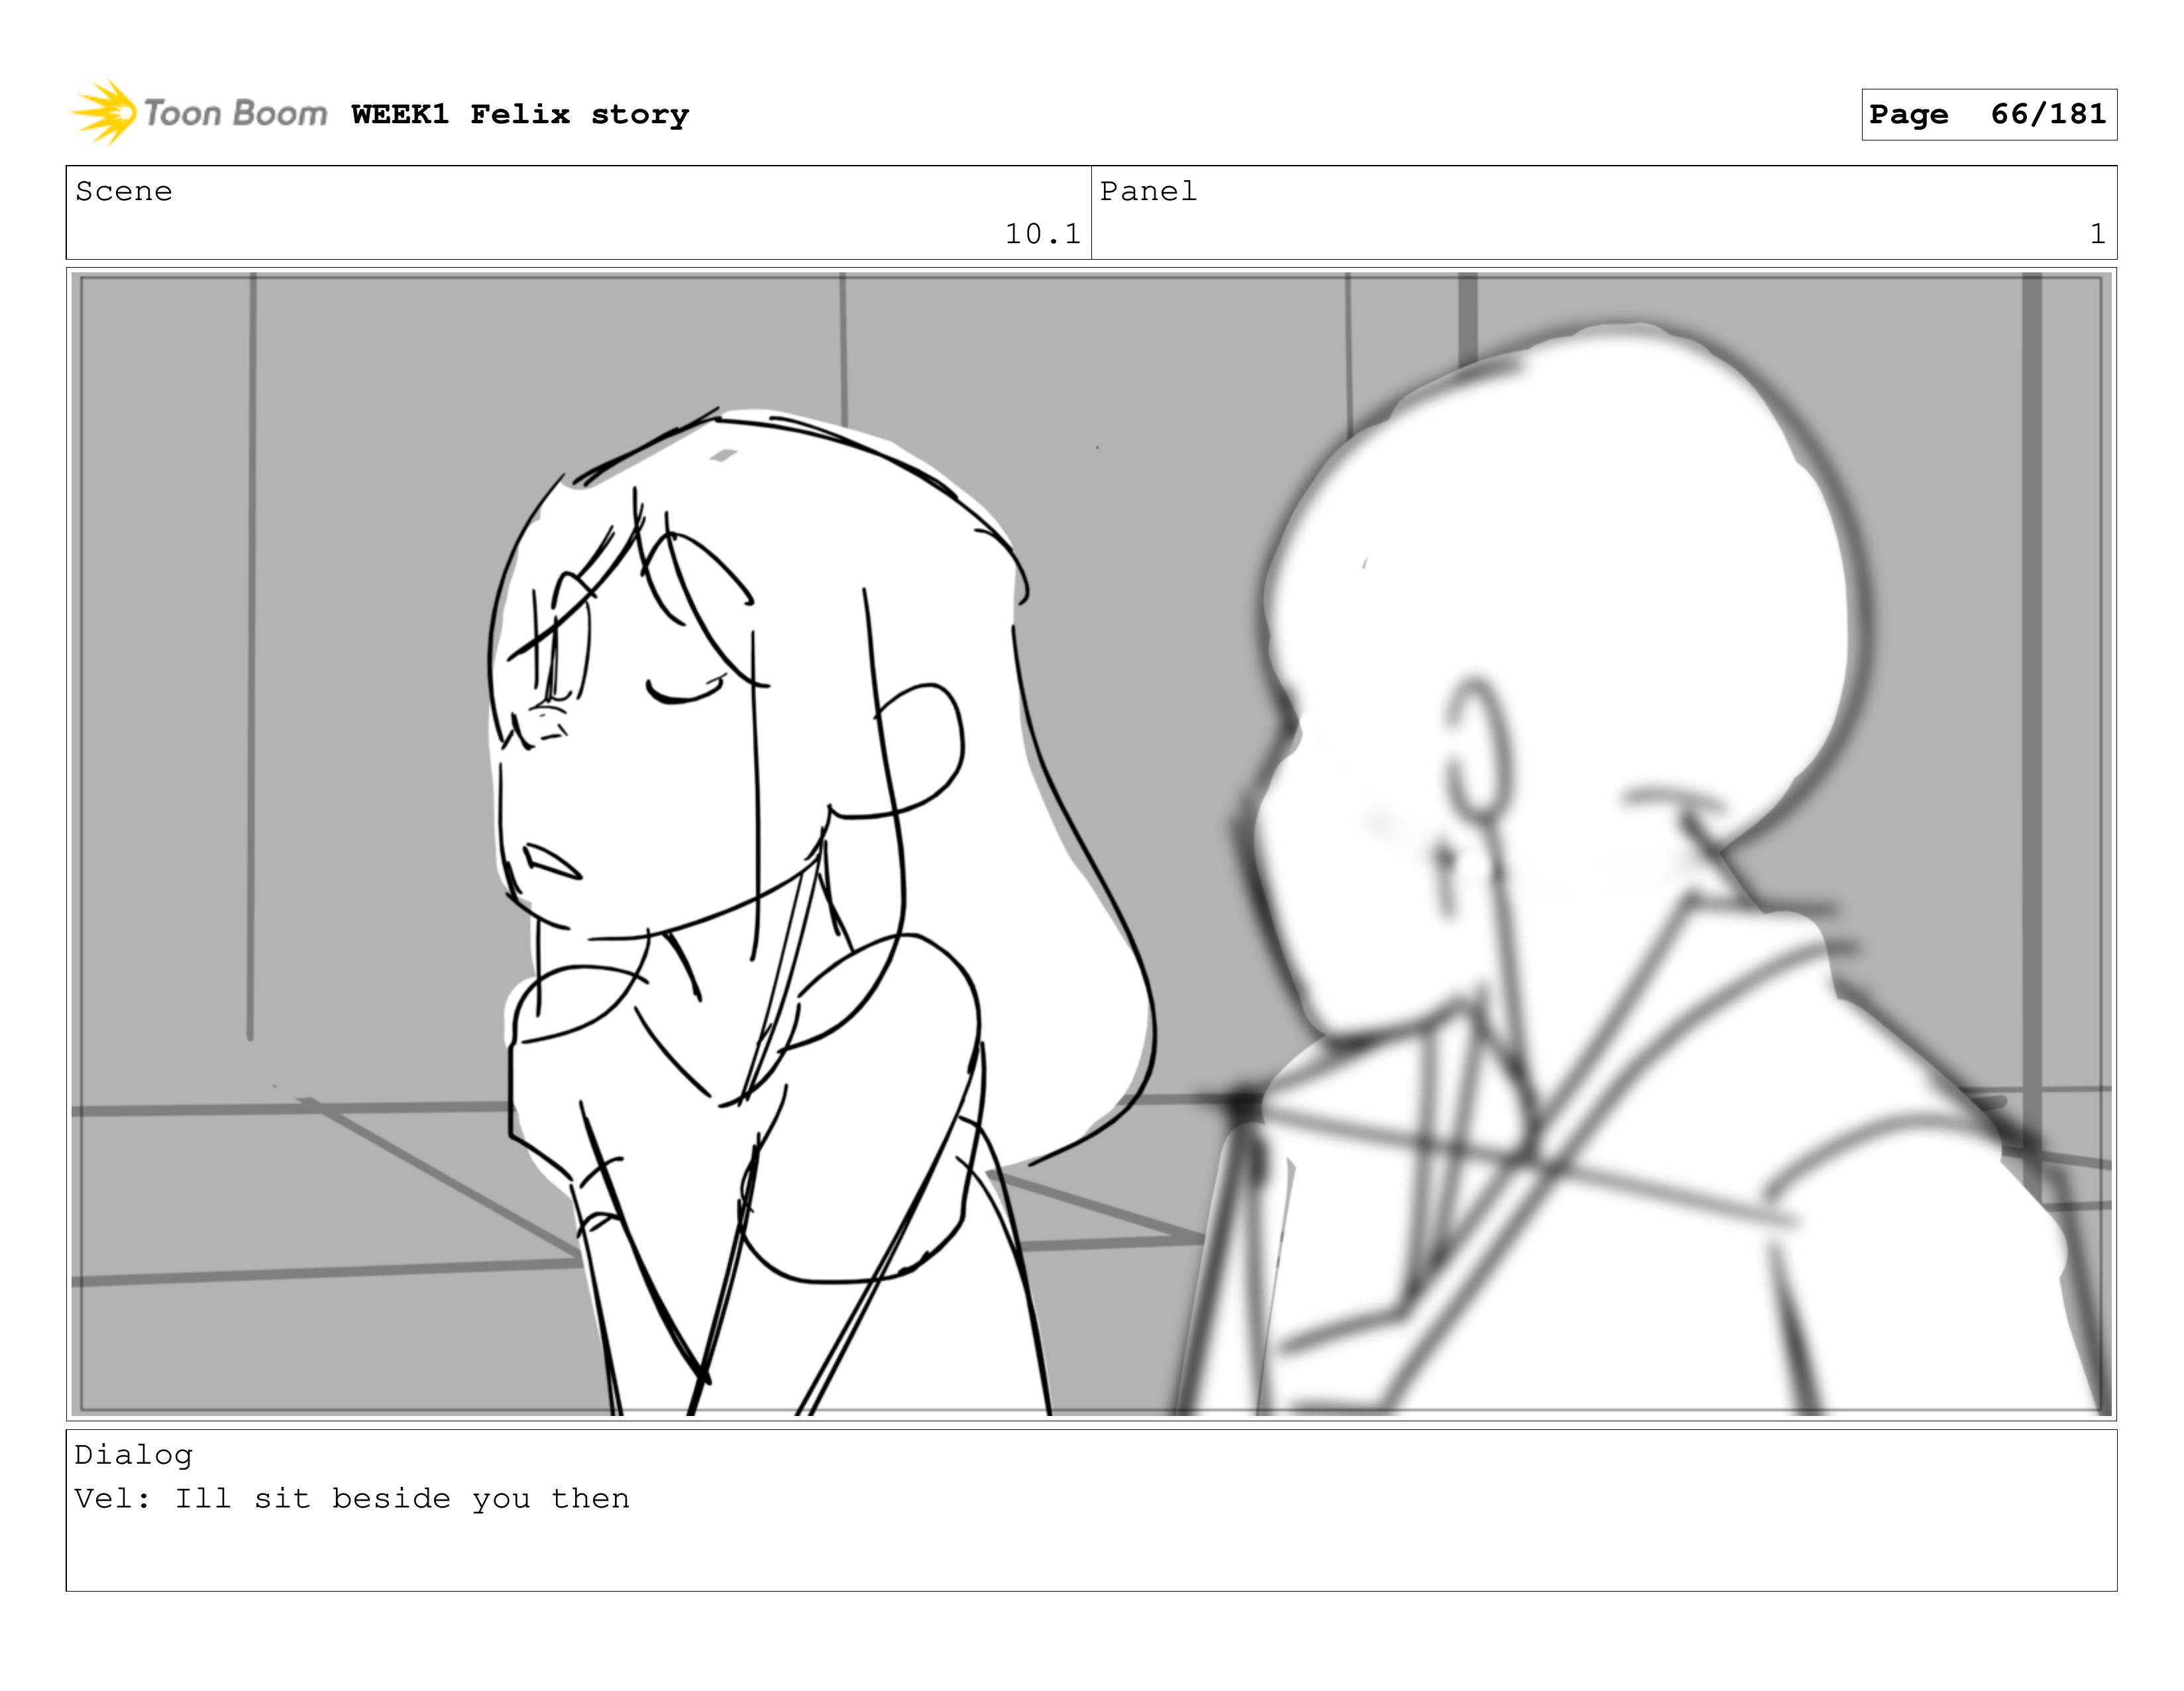 Toon Boom WEEK1 Felix story
Page 66/181
Scene
10.1
Panel
1
Dialog
Vel: Ill sit beside you then